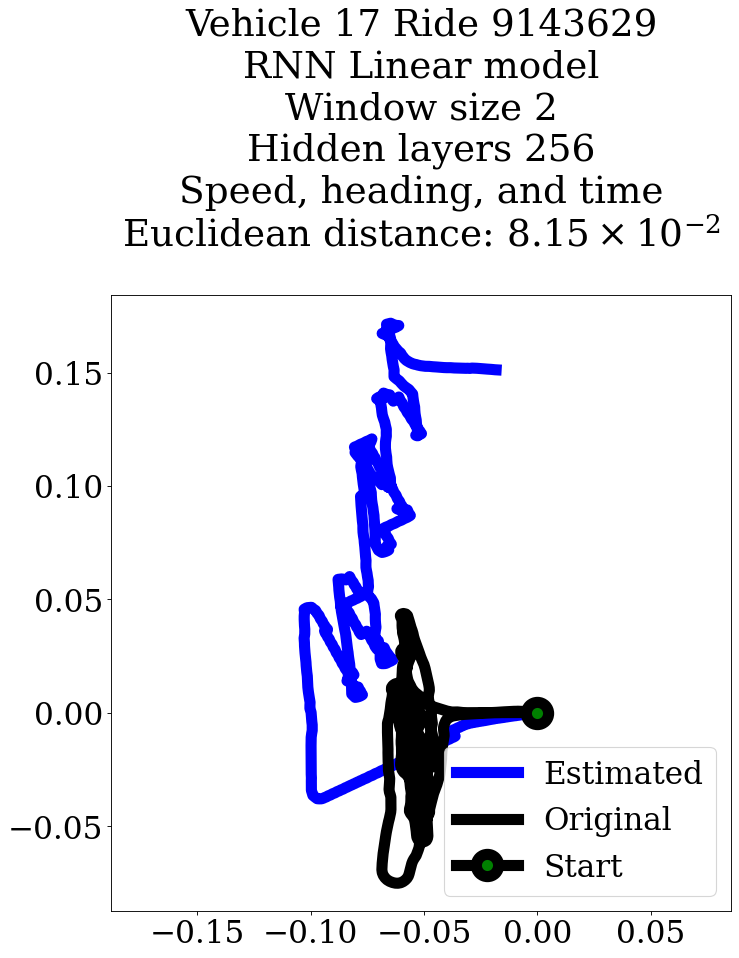 Vehicle 17 Ride 9143629
RNN Linear model
Window size 2
Hidden layers 256
Speed, heading, and time
Euclidean distance: 8.15 × 10⁻²
0.15
0.10
0.05
0.00
−0.05
Estimated
Original
Start
−0.15 −0.10 −0.05 0.00 0.05